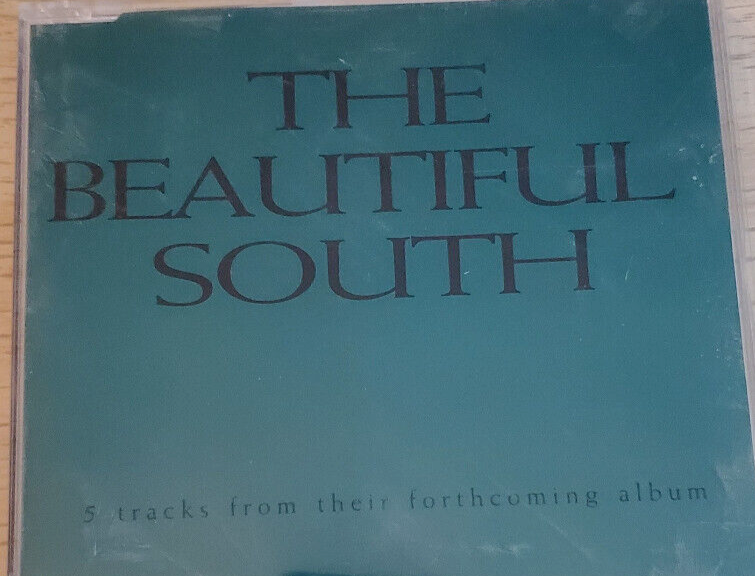 THE
BEAUTIFUL
SOUTH
5 tracks from their forthcoming album